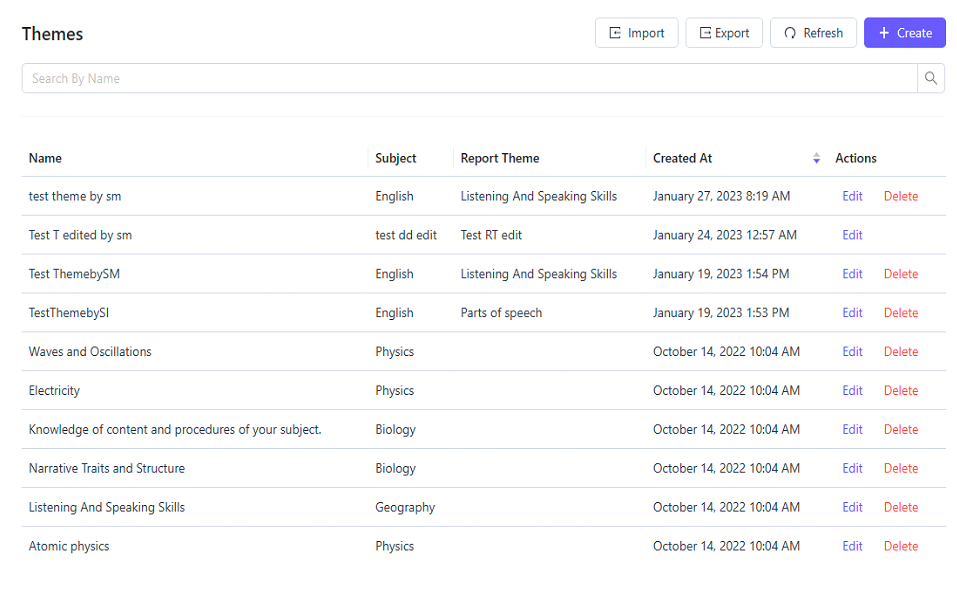 Themes Import Export Refresh + Create
Search By Name
Name Subject Report Theme Created At Actions
test theme by sm English Listening And Speaking Skills January 27, 2023 8:19 AM Edit Delete
Test T edited by sm test dd edit Test RT edit January 24, 2023 12:57 AM Edit
Test ThemebySM English Listening And Speaking Skills January 19, 2023 1:54 PM Edit Delete
TestThemebySI English Parts of speech January 19, 2023 1:53 PM Edit Delete
Waves and Oscillations Physics October 14, 2022 10:04 AM Edit Delete
Electricity Physics October 14, 2022 10:04 AM Edit Delete
Knowledge of content and procedures of your subject. Biology October 14, 2022 10:04 AM Edit Delete
Narrative Traits and Structure Biology October 14, 2022 10:04 AM Edit Delete
Listening And Speaking Skills Geography October 14, 2022 10:04 AM Edit Delete
Atomic physics Physics October 14, 2022 10:04 AM Edit Delete